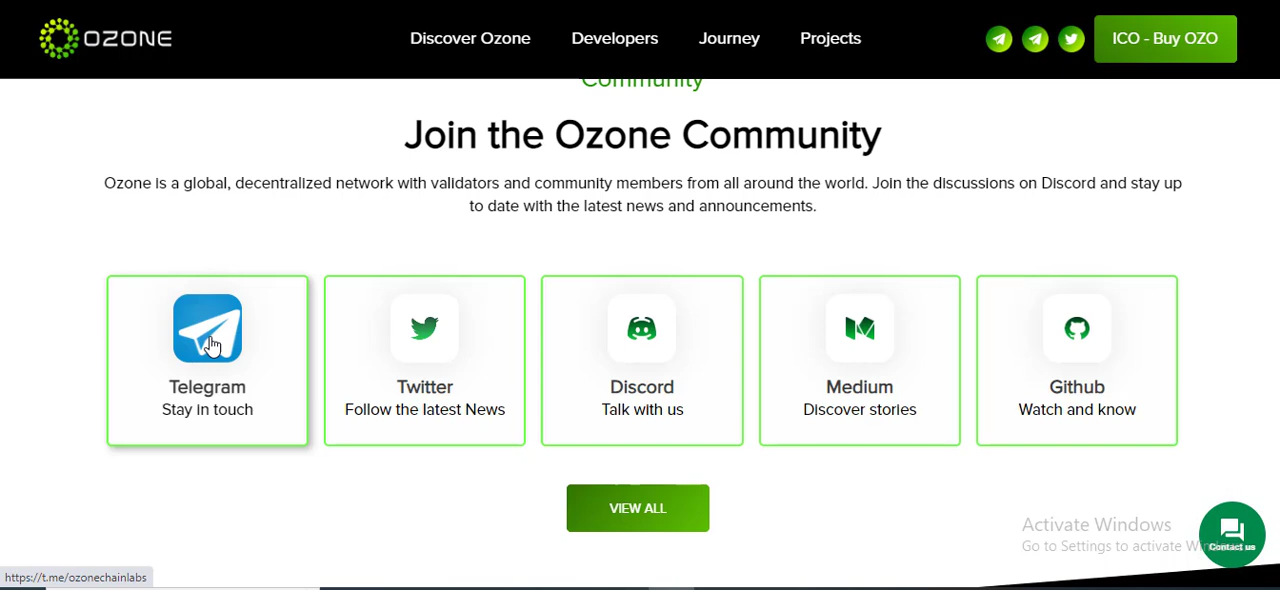 OZONE
Discover Ozone
Developers
Journey
Projects
ICO - Buy OZO
Community
Join the Ozone Community
Ozone is a global, decentralized network with validators and community members from all around the world. Join the discussions on Discord and stay up
to date with the latest news and announcements.
Telegram
Stay in touch
Twitter
Follow the latest News
Discord
Talk with us
Medium
Discover stories
Github
Watch and know
VIEW ALL
Activate Windows
Go to Settings to activate
Contact us
https://t.me/ozonechainlabs